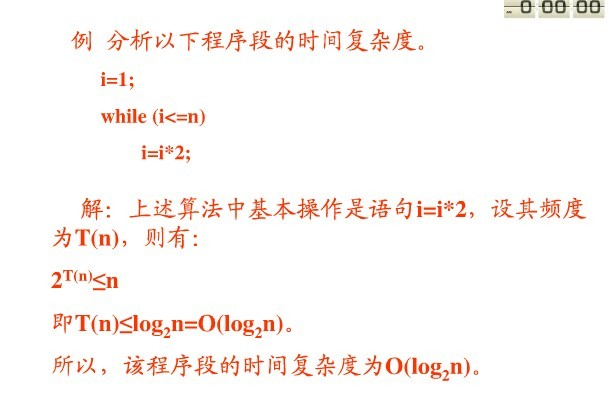 0 00 00
例 分析以下程序段的时间复杂度。
i=1;
while (i<=n)
i=i*2;
解：上述算法中基本操作是语句i=i*2，设其频度
为T(n)，则有：
2^T(n)≤n
即T(n)≤log₂n=O(log₂n)。
所以，该程序段的时间复杂度为O(log₂n)。